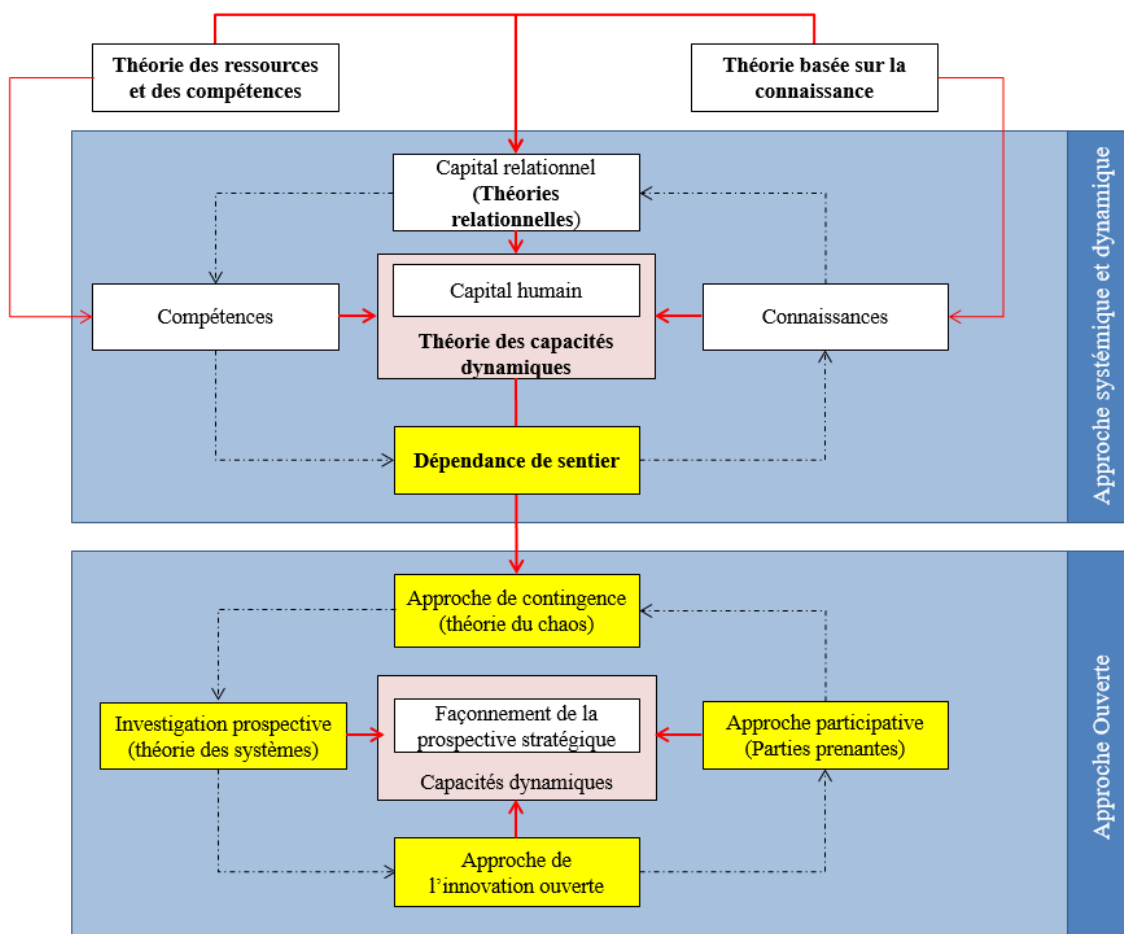 Théorie des ressources
et des compétences
Théorie basée sur la
connaissance
Capital relationnel
(Théories
relationnelles)
Capital humain
Théorie des capacités
dynamiques
Compétences
Connaissances
Dépendance de sentier
Approche systémique et dynamique
Approche de contingence
(théorie du chaos)
Investigation prospective
(théorie des systèmes)
Façonnement de la
prospective stratégique
Capacités dynamiques
Approche participative
(Parties prenantes)
Approche de
l’innovation ouverte
Approche Ouverte